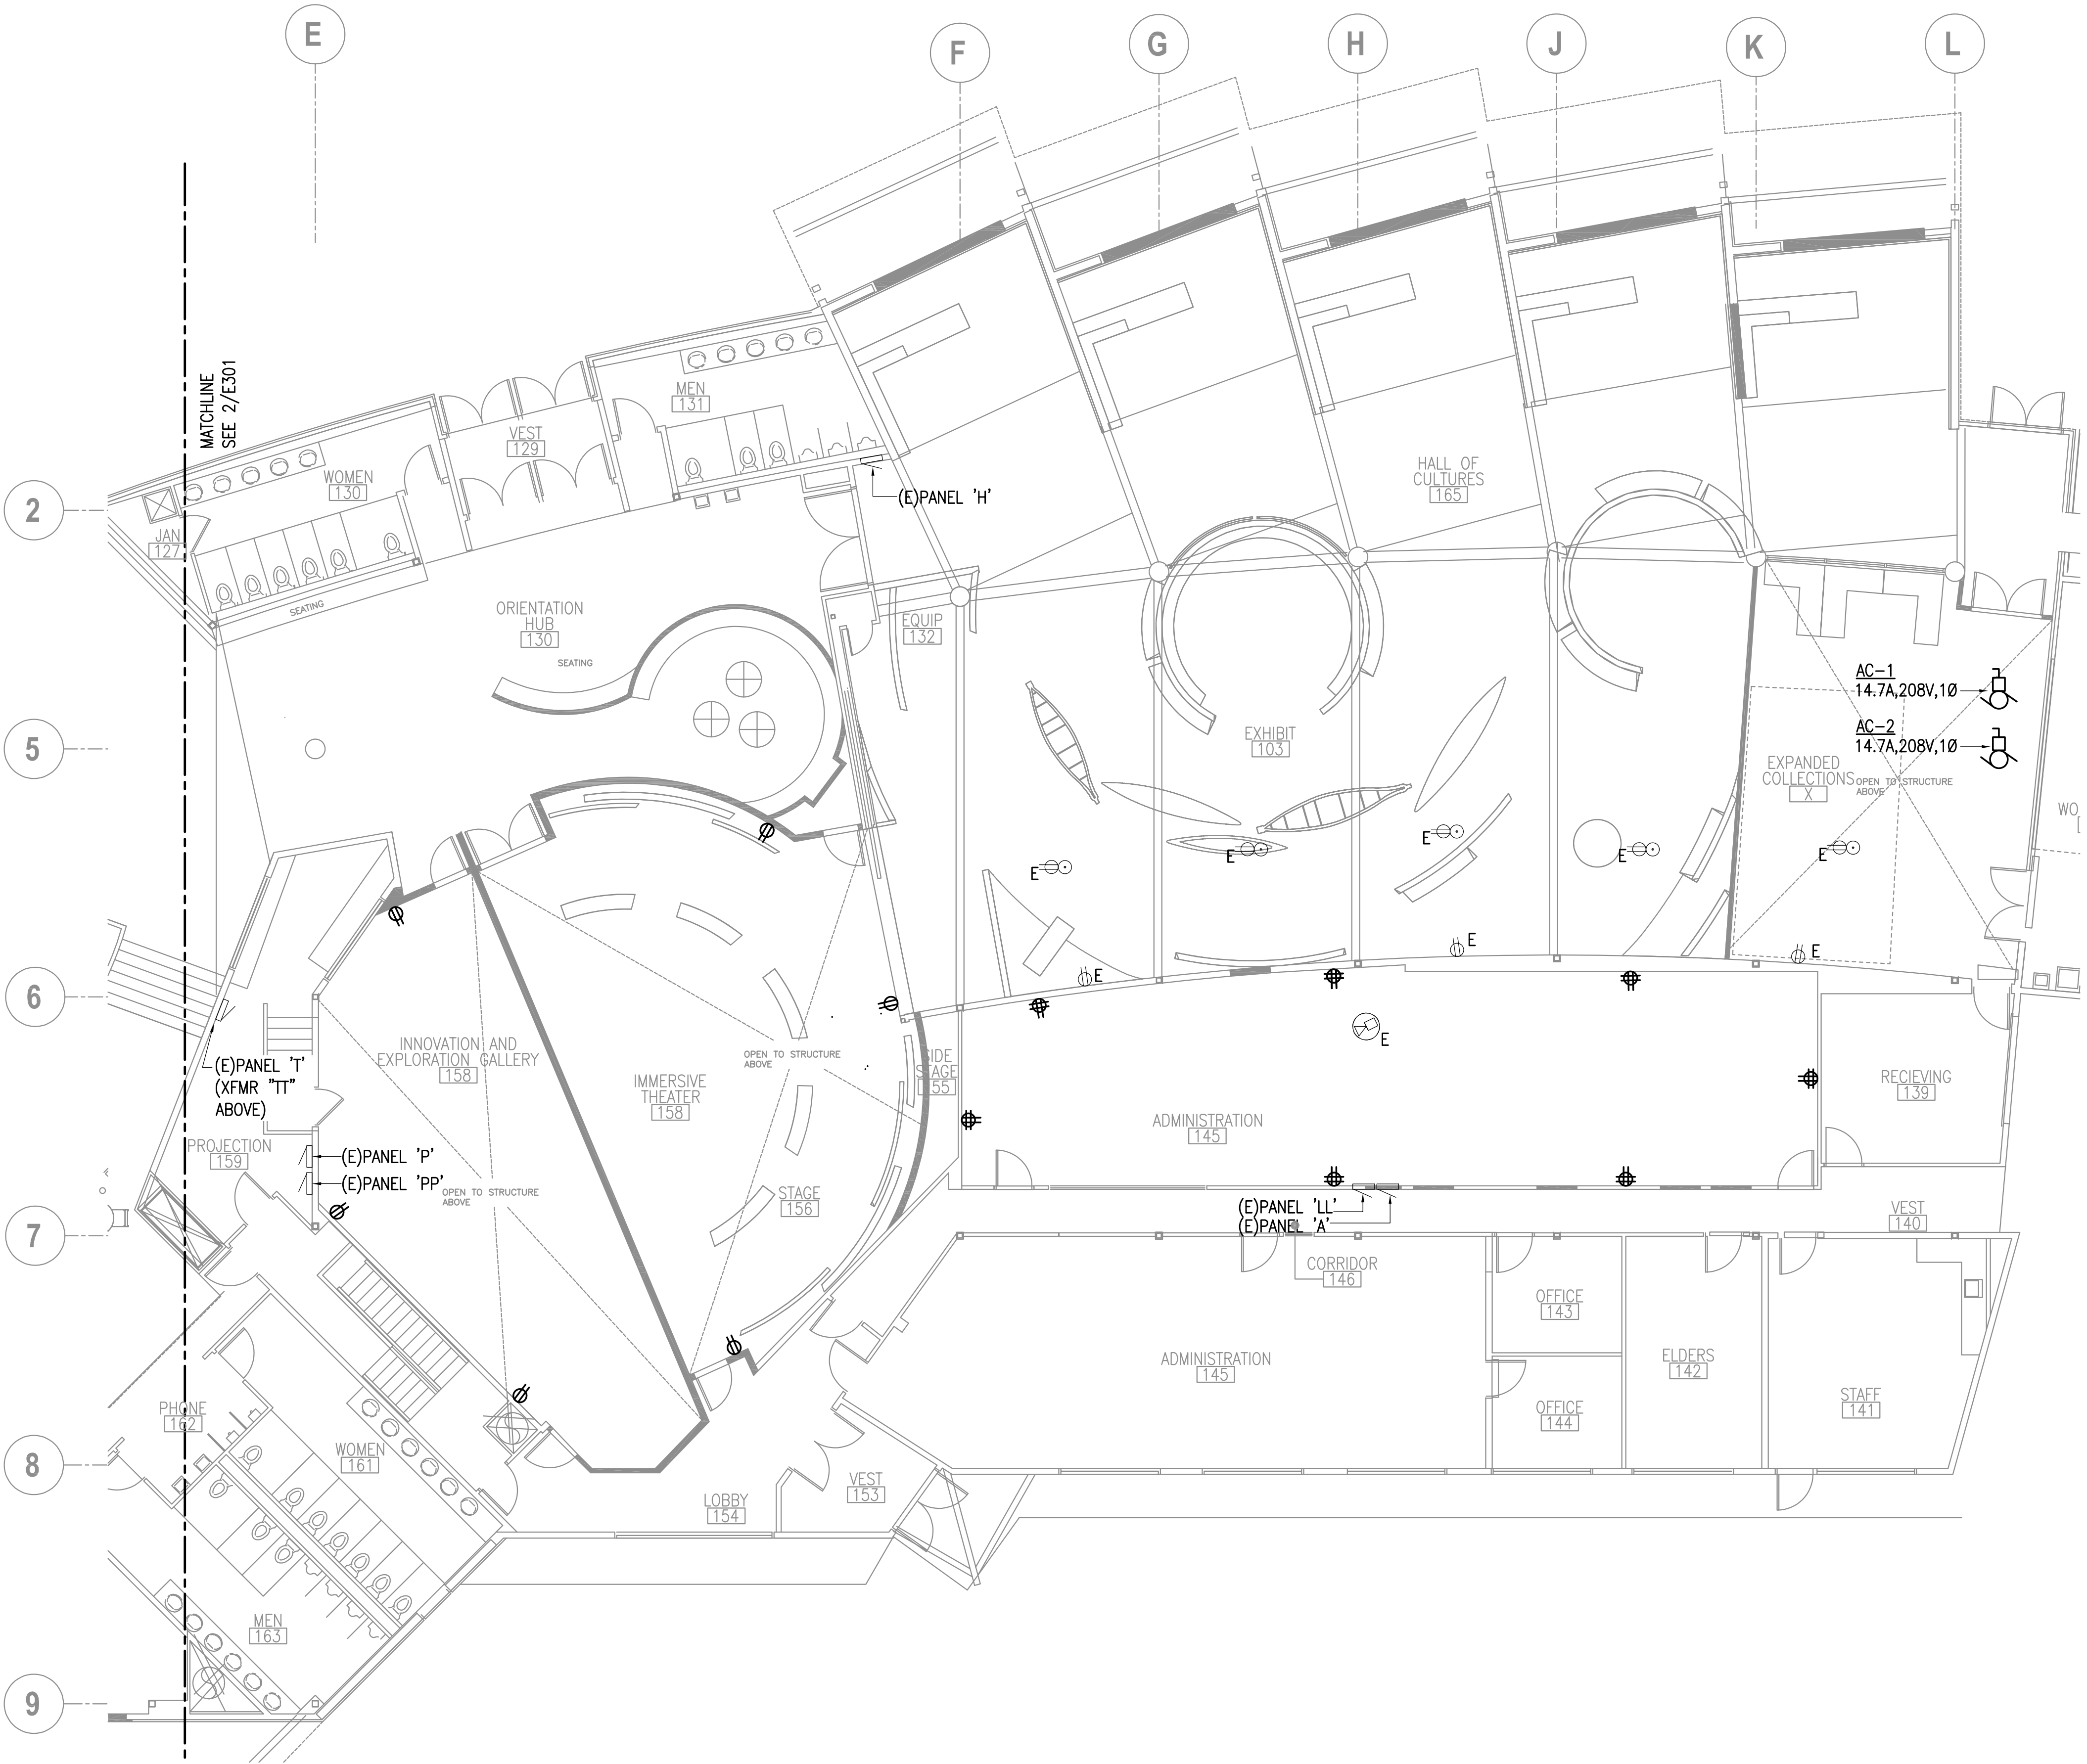 E
F
G
H
J
K
L
MATCHLINE
SEE 2/E301
MEN
131
VEST
129
WOMEN
130
JAN
127
SEATING
(E)PANEL 'H'
HALL OF
CULTURES
165
2
ORIENTATION
HUB
130
SEATING
EQUIP
132
AC-1
14.7A,208V,1Ø
AC-2
14.7A,208V,1Ø
5
EXHIBIT
103
EXPANDED
COLLECTIONS
X
OPEN TO STRUCTURE
ABOVE
WO
E
E
E
E
E
E
E
E
E
6
(E)PANEL 'T'
(XFMR "TT"
ABOVE)
INNOVATION AND
EXPLORATION GALLERY
158
IMMERSIVE
THEATER
158
OPEN TO STRUCTURE
ABOVE
SIDE
STAGE
155
ADMINISTRATION
145
RECIEVING
139
PROJECTION
159
(E)PANEL 'P'
(E)PANEL 'PP'
OPEN TO STRUCTURE
ABOVE
STAGE
156
(E)PANEL 'LL'
(E)PANEL 'A'
VEST
140
7
CORRIDOR
146
OFFICE
143
ADMINISTRATION
145
ELDERS
142
OFFICE
144
STAFF
141
PHONE
162
WOMEN
161
8
VEST
153
LOBBY
154
MEN
163
9